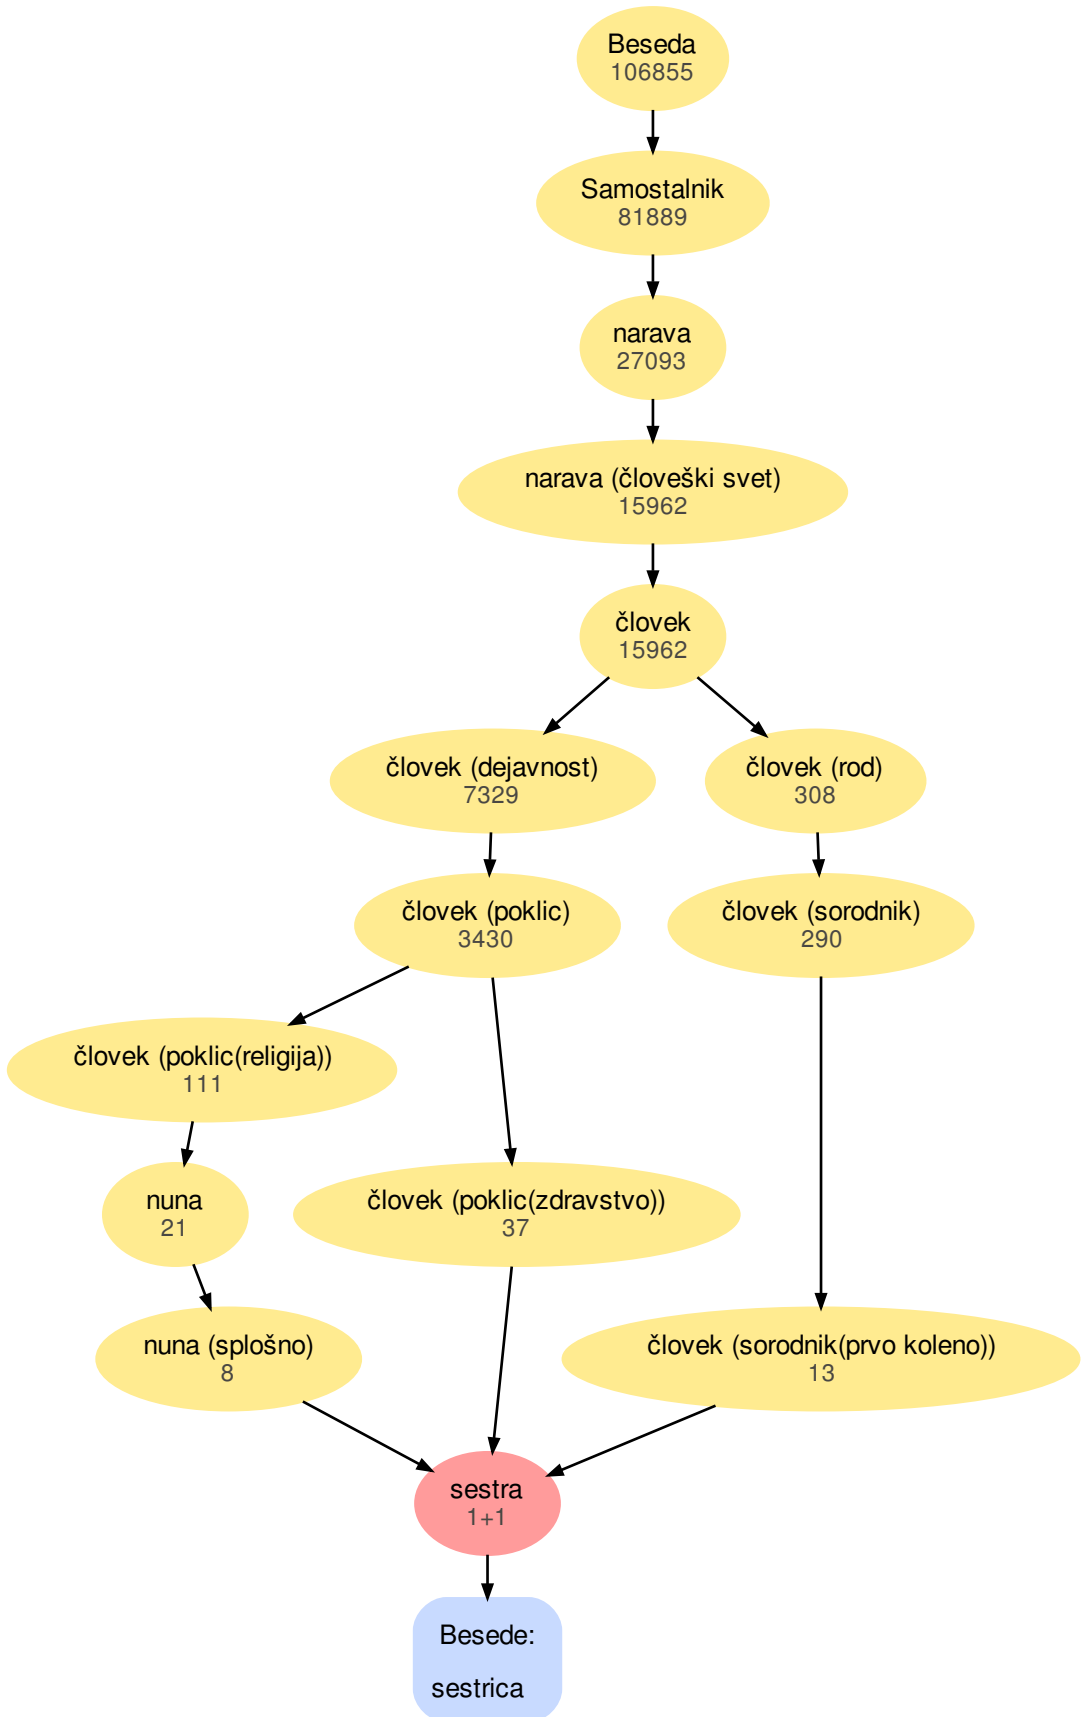 Beseda
106855
Samostalnik
81889
narava
27093
narava (človeški svet)
15962
človek
15962
človek (dejavnost)
7329
človek (rod)
308
človek (poklic)
3430
človek (sorodnik)
290
človek (poklic(religija))
111
nuna
21
človek (poklic(zdravstvo))
37
nuna (splošno)
8
človek (sorodnik(prvo koleno))
13
sestra
1+1
Besede:
sestrica